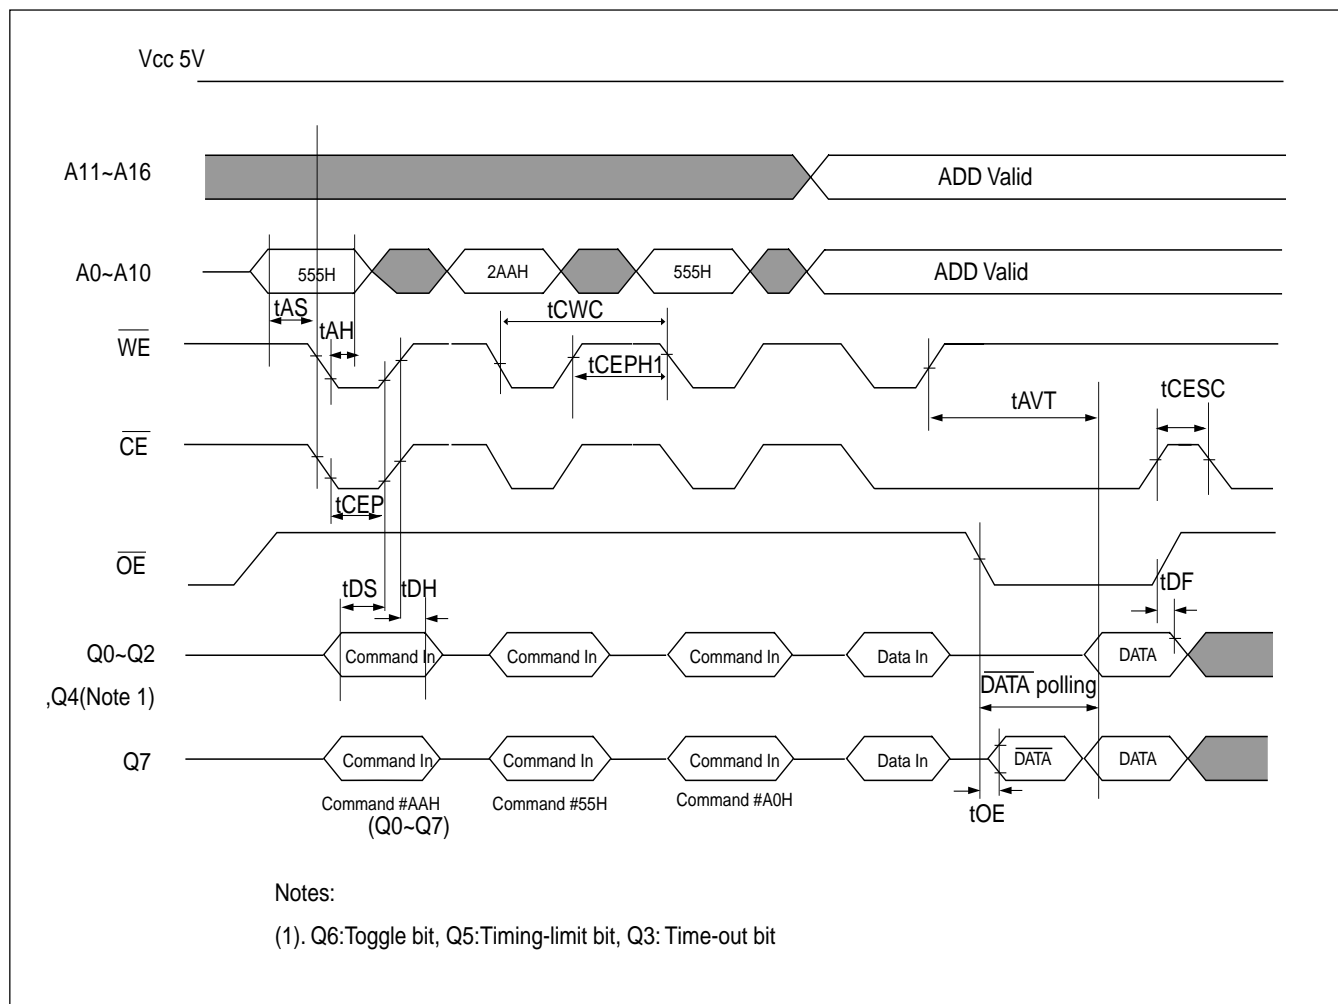 Vcc 5V
A11~A16
ADD Valid
A0~A10
555H
2AAH
555H
ADD Valid
tAS
tAH
tCWC
WE
tCEPH1
tAVT
tCESC
CE
tCEP
OE
tDS
tDH
tDF
Q0~Q2
Command In
Command In
Command In
Data In
DATA
,Q4(Note 1)
DATA polling
Q7
Command In
Command In
Command In
Data In
DATA
DATA
Command #AAH
Command #55H
Command #A0H
(Q0~Q7)
tOE
Notes:
(1). Q6:Toggle bit, Q5:Timing-limit bit, Q3: Time-out bit